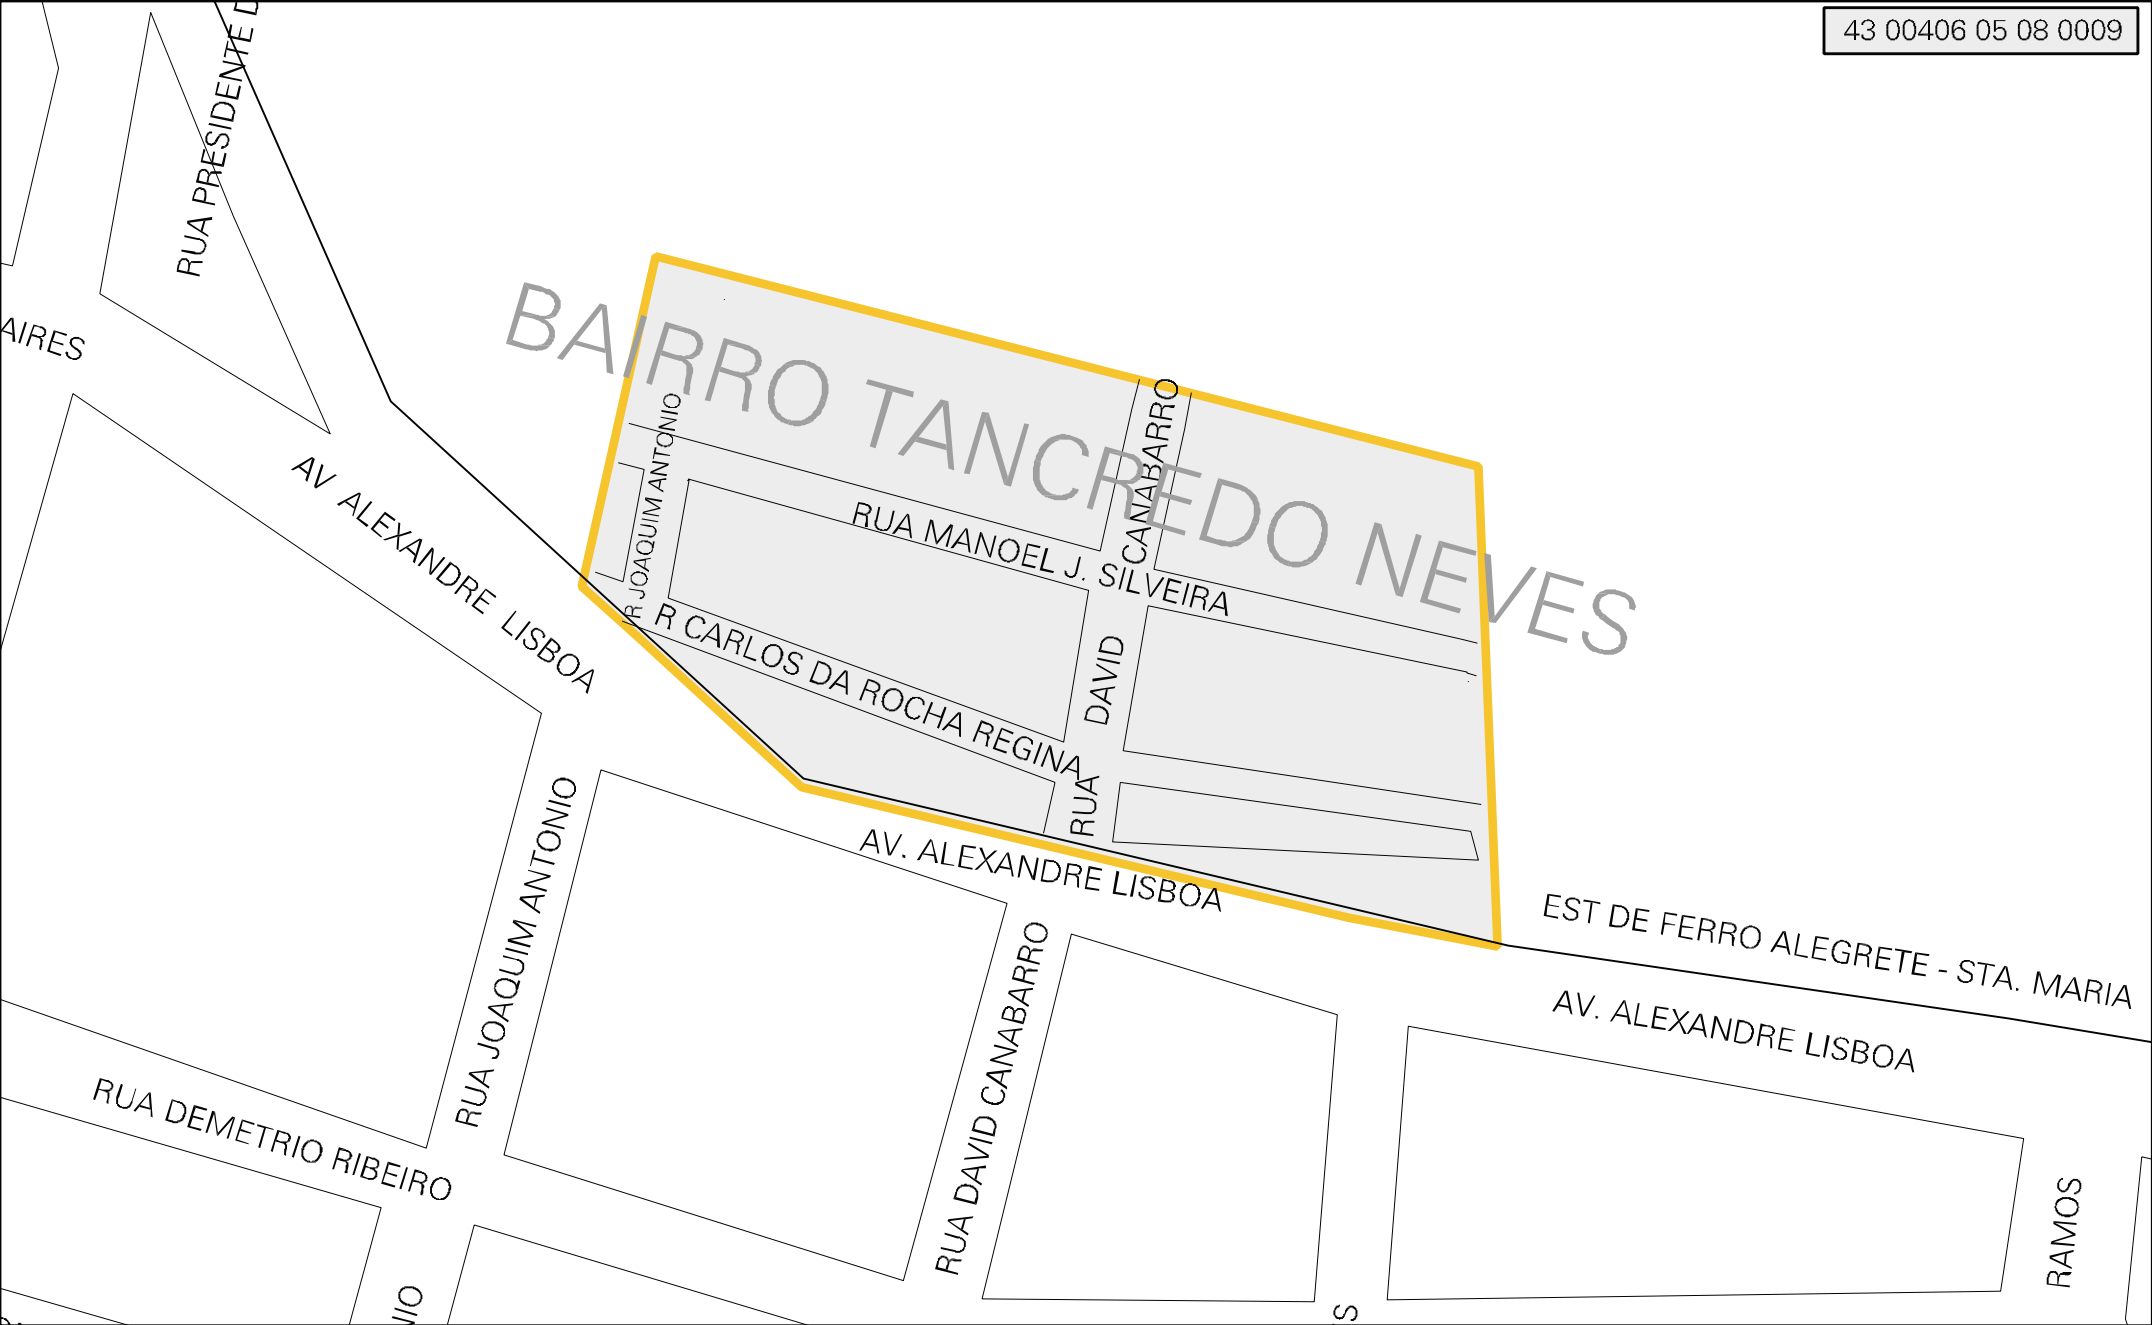 43 00406 05 08 0009
RUA PRESIDENTE D
AIRES
BAIRRO TANCREDO NEVES
AV ALEXANDRE LISBOA
R JOAQUIM ANTONIO
RUA MANOEL J. SILVEIRA
R CARLOS DA ROCHA REGINA
RUA DAVID CANABARRO
AV. ALEXANDRE LISBOA
EST DE FERRO ALEGRETE - STA. MARIA
AV. ALEXANDRE LISBOA
RUA JOAQUIM ANTONIO
RUA DAVID CANABARRO
RUA DEMETRIO RIBEIRO
RAMOS
NIO
S